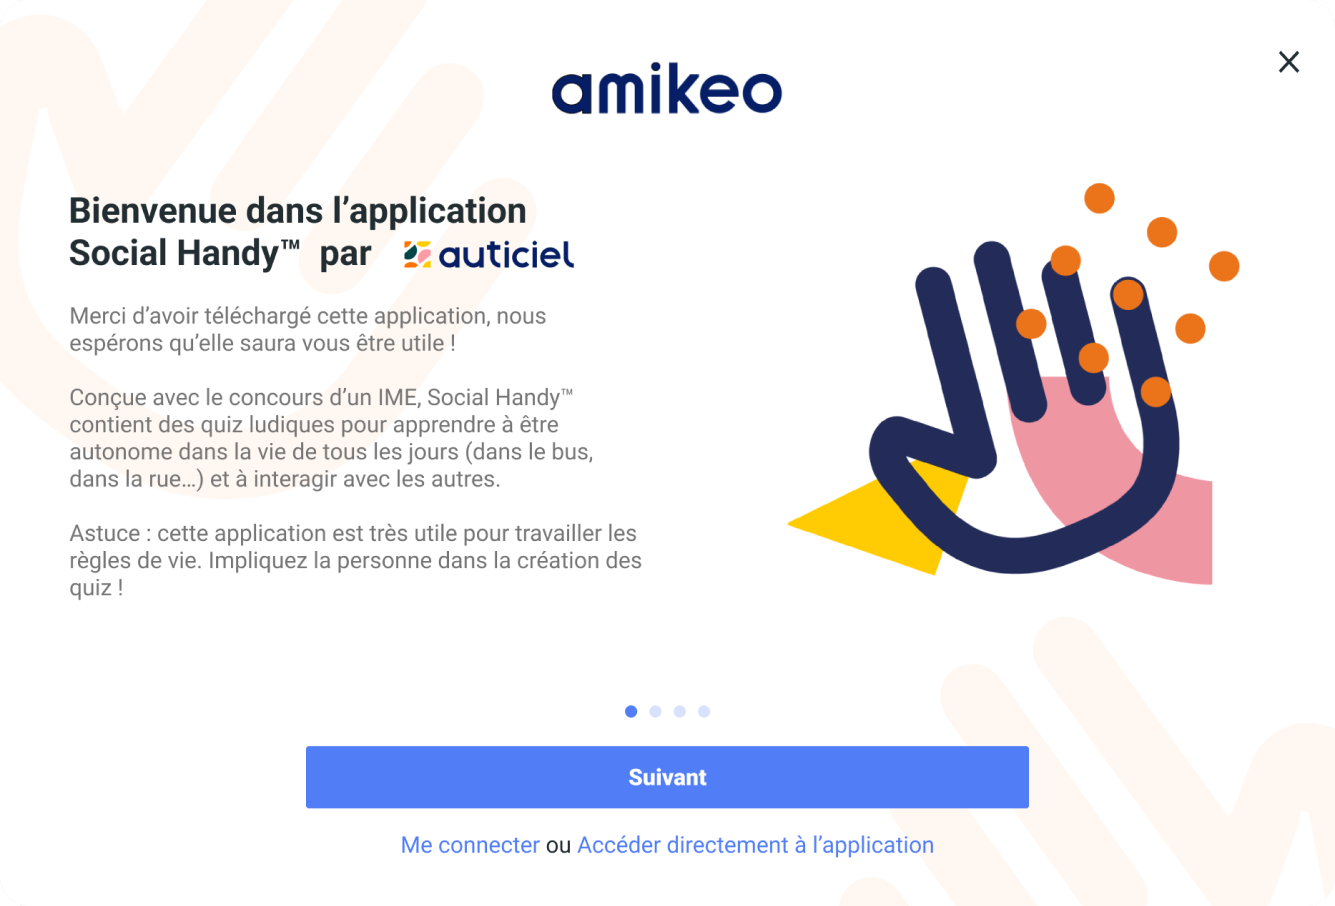 amikeo
Bienvenue dans l’application
Social Handy™ par auticiel
Merci d’avoir téléchargé cette application, nous
espérons qu’elle saura vous être utile !
Conçue avec le concours d’un IME, Social Handy™
contient des quiz ludiques pour apprendre à être
autonome dans la vie de tous les jours (dans le bus,
dans la rue...) et à interagir avec les autres.
Astuce : cette application est très utile pour travailler les
règles de vie. Impliquez la personne dans la création des
quiz !
Suivant
Me connecter ou Accéder directement à l’application